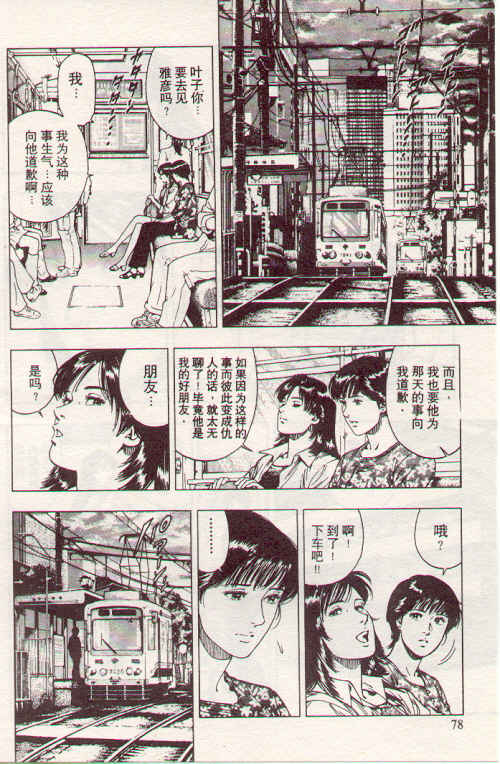 叶子你…
要去见
雅彦吗?
我…
我为这种
事生气…应该
向他道歉啊…
而且，
我也要他为
那天的事向
我道歉．
如果因为这样的
事而彼此变成仇
人的话，就太无
聊了！毕竟他是
我的好朋友．
朋友…
是吗?
哦?
啊！
到了！
下车吧!!
………
78